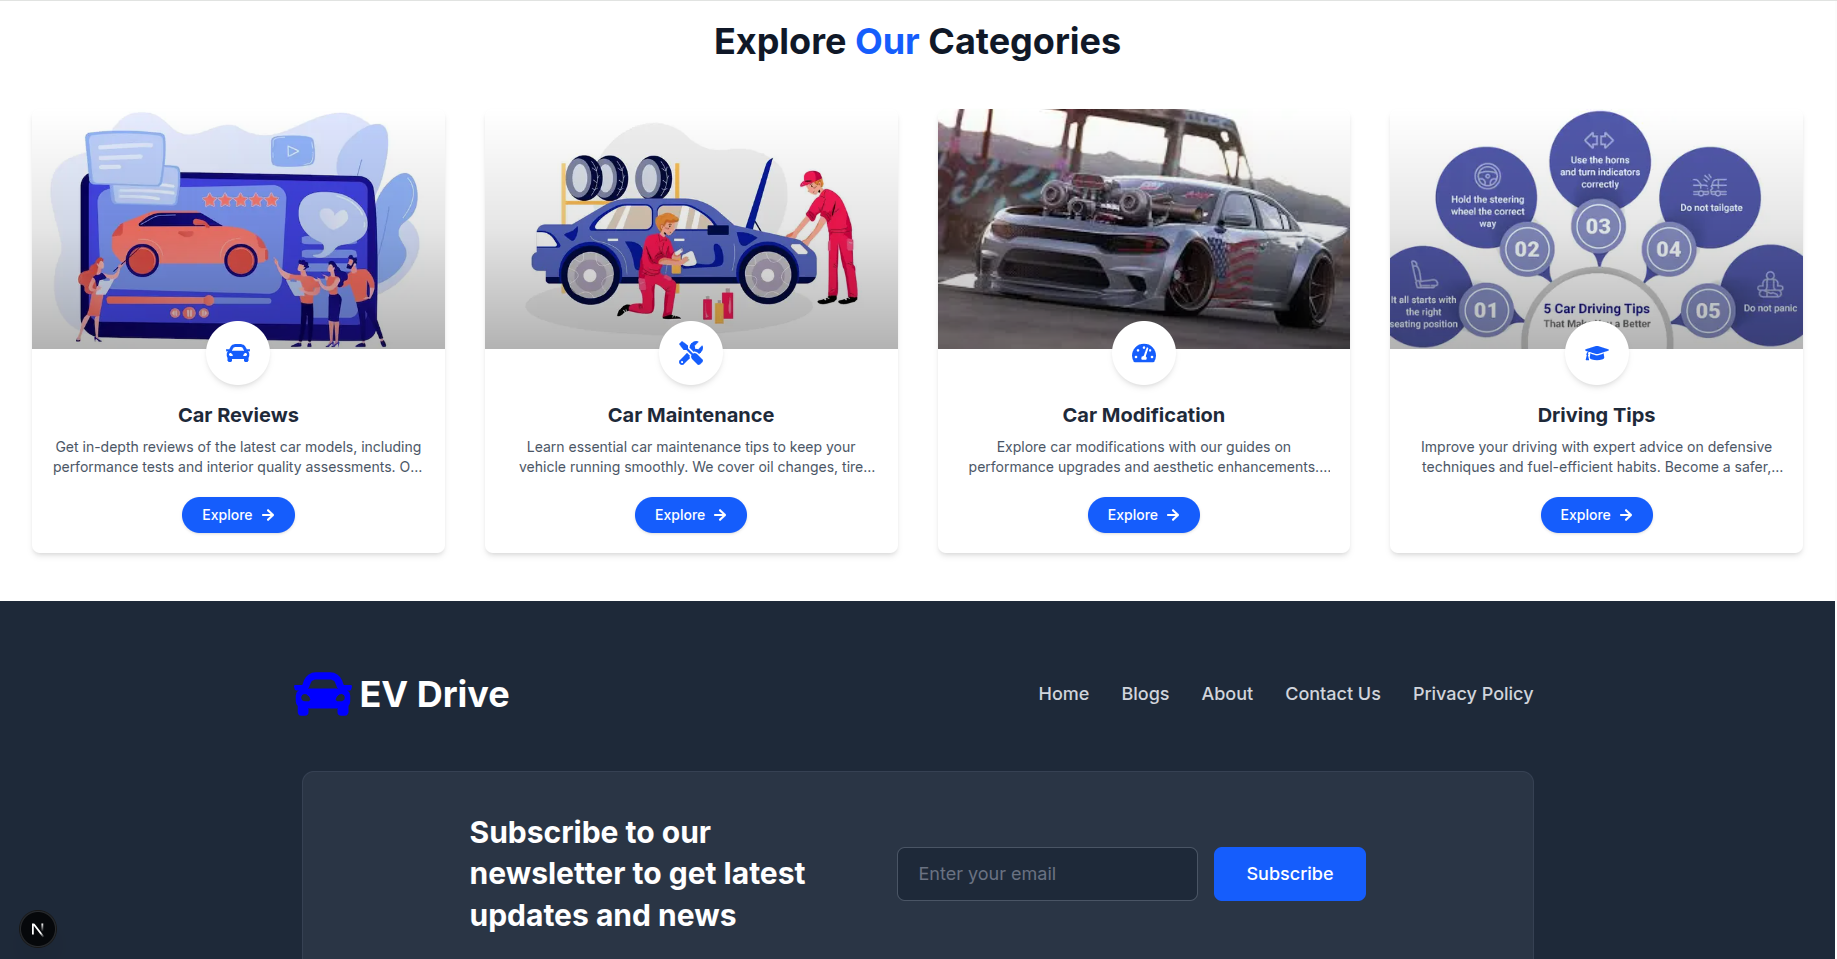 Explore Our Categories
Use the horns
and turn indicators
correctly
Hold the steering
wheel the correct
way
Do not tailgate
02
03
04
It all starts with
the right
seating position
01
5 Car Driving Tips
That Make You a Better
05
Do not panic
Car Reviews
Get in-depth reviews of the latest car models, including
performance tests and interior quality assessments. O...
Explore
Car Maintenance
Learn essential car maintenance tips to keep your
vehicle running smoothly. We cover oil changes, tire...
Explore
Car Modification
Explore car modifications with our guides on
performance upgrades and aesthetic enhancements....
Explore
Driving Tips
Improve your driving with expert advice on defensive
techniques and fuel-efficient habits. Become a safer,...
Explore
EV Drive
Home Blogs About Contact Us Privacy Policy
Subscribe to our
newsletter to get latest
updates and news
Enter your email
Subscribe
N